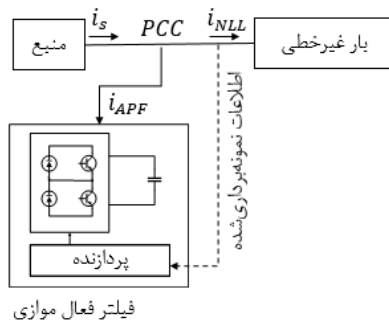 منبع
i_s
PCC
i_NLL
بار غیرخطی
i_APF
اطلاعات نمونه‌برداری‌شده
پردازنده
فیلتر فعال موازی